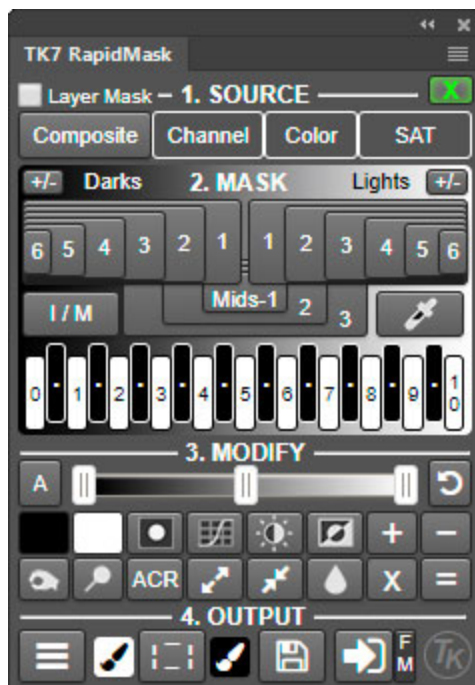 TK7 RapidMask
Layer Mask 1. SOURCE X
Composite Channel Color SAT
+/- Darks 2. MASK Lights +/-
6 5 4 3 2 1 1 2 3 4 5 6
I / M Mids-1 2 3
0 - 1 - 2 - 3 - 4 - 5 - 6 - 7 - 8 - 9 - 10
3. MODIFY
A
+ −
ACR X =
4. OUTPUT
F
M TK